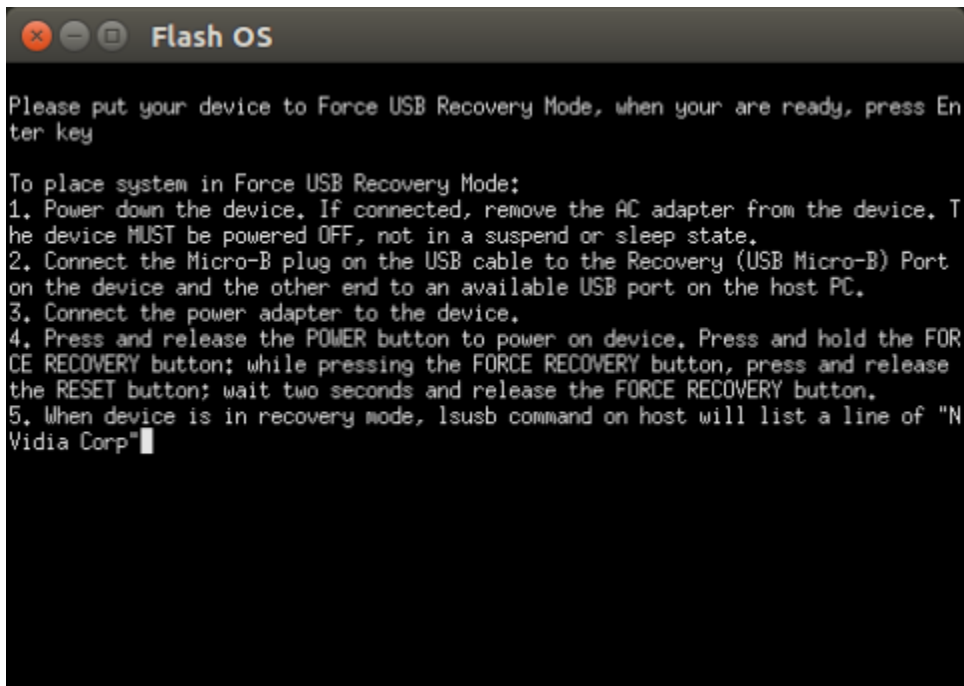 Flash OS
Please put your device to Force USB Recovery Mode, when your are ready, press En
ter key
To place system in Force USB Recovery Mode:
1. Power down the device. If connected, remove the AC adapter from the device. T
he device MUST be powered OFF, not in a suspend or sleep state.
2. Connect the Micro-B plug on the USB cable to the Recovery (USB Micro-B) Port
on the device and the other end to an available USB port on the host PC.
3. Connect the power adapter to the device.
4. Press and release the POWER button to power on device. Press and hold the FOR
CE RECOVERY button; while pressing the FORCE RECOVERY button, press and release
the RESET button; wait two seconds and release the FORCE RECOVERY button.
5. When device is in recovery mode, lsusb command on host will list a line of "N
Vidia Corp"